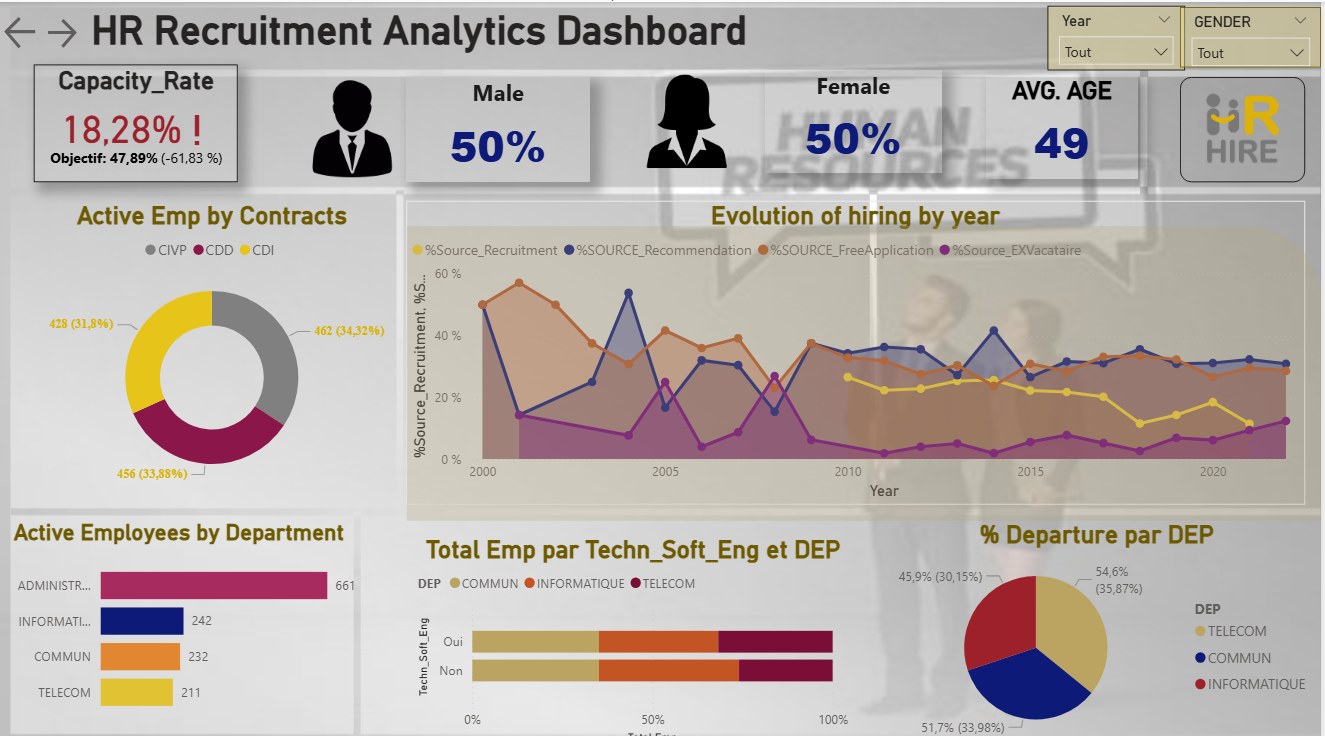 HR Recruitment Analytics Dashboard
Year
Tout
GENDER
Tout
Capacity_Rate
18,28% !
Objectif: 47,89% (-61,83 %)
Male
50%
Female
50%
AVG. AGE
49
HR
HIRE
HUMAN
RESOURCES
Active Emp by Contracts
CIVP CDD CDI
428 (31,8%)
462 (34,32%)
456 (33,88%)
Evolution of hiring by year
%Source_Recruitment %SOURCE_Recommendation %SOURCE_FreeApplication %Source_EXVacataire
%Source_Recruitment, %S...
60 %
40 %
20 %
0 %
2000 2005 2010 2015 2020
Year
Active Employees by Department
ADMINISTR... 661
INFORMATI... 242
COMMUN 232
TELECOM 211
Total Emp par Techn_Soft_Eng et DEP
DEP COMMUN INFORMATIQUE TELECOM
Techn_Soft_Eng
Oui
Non
0% 50% 100%
Total Emp
% Departure par DEP
45,9% (30,15%)
54,6%
(35,87%)
51,7% (33,98%)
DEP
TELECOM
COMMUN
INFORMATIQUE